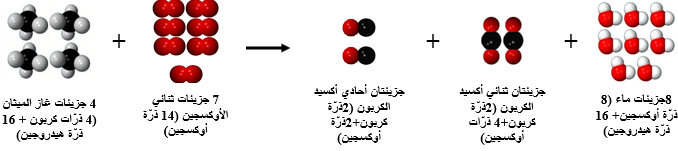 4 جزيئات غاز الميثان
(4 ذرّات كربون + 16
ذرّة هيدروجين)
7 جزيئات ثنائي
الأوكسجين (14 ذرّة
أوكسجين)
جزيئتان أحادي أكسيد
الكربون (2ذرّة
كربون+2ذرّة
أوكسجين)
جزيئتان ثنائي أكسيد
الكربون (2ذرّة
كربون+4 ذرّات
أوكسجين)
8جزيئات ماء (8
ذرّة أوكسجين+ 16
ذرّة هيدروجين)